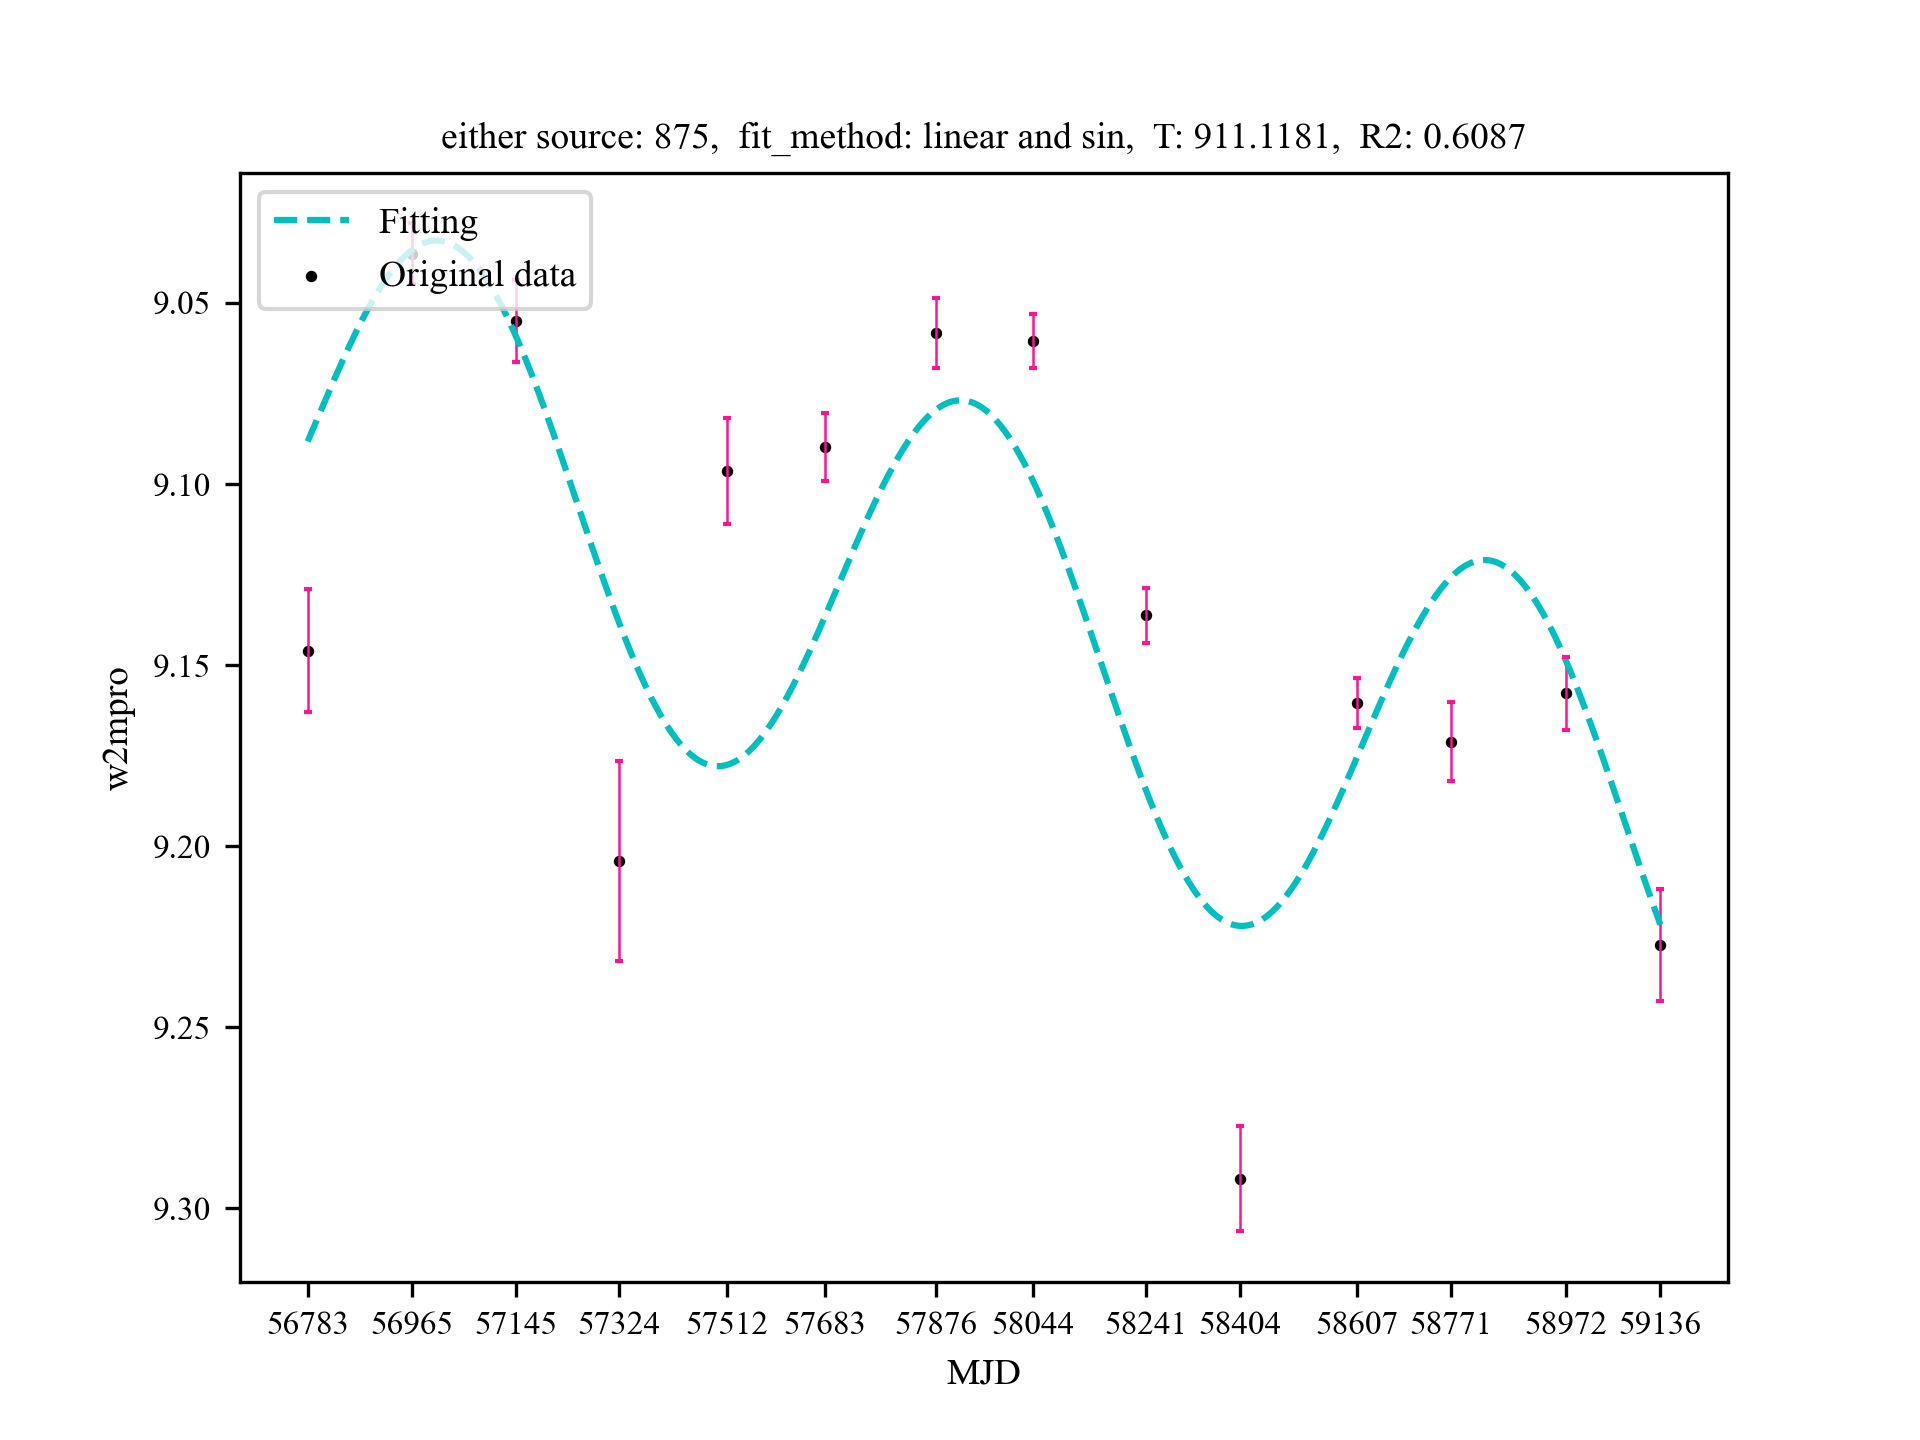 either source: 875,  fit_method: linear and sin,  T: 911.1181,  R2: 0.6087
Fitting
Original data
9.05
9.10
9.15
9.20
9.25
9.30
w2mpro
56783 56965 57145 57324 57512 57683 57876 58044 58241 58404 58607 58771 58972 59136
MJD